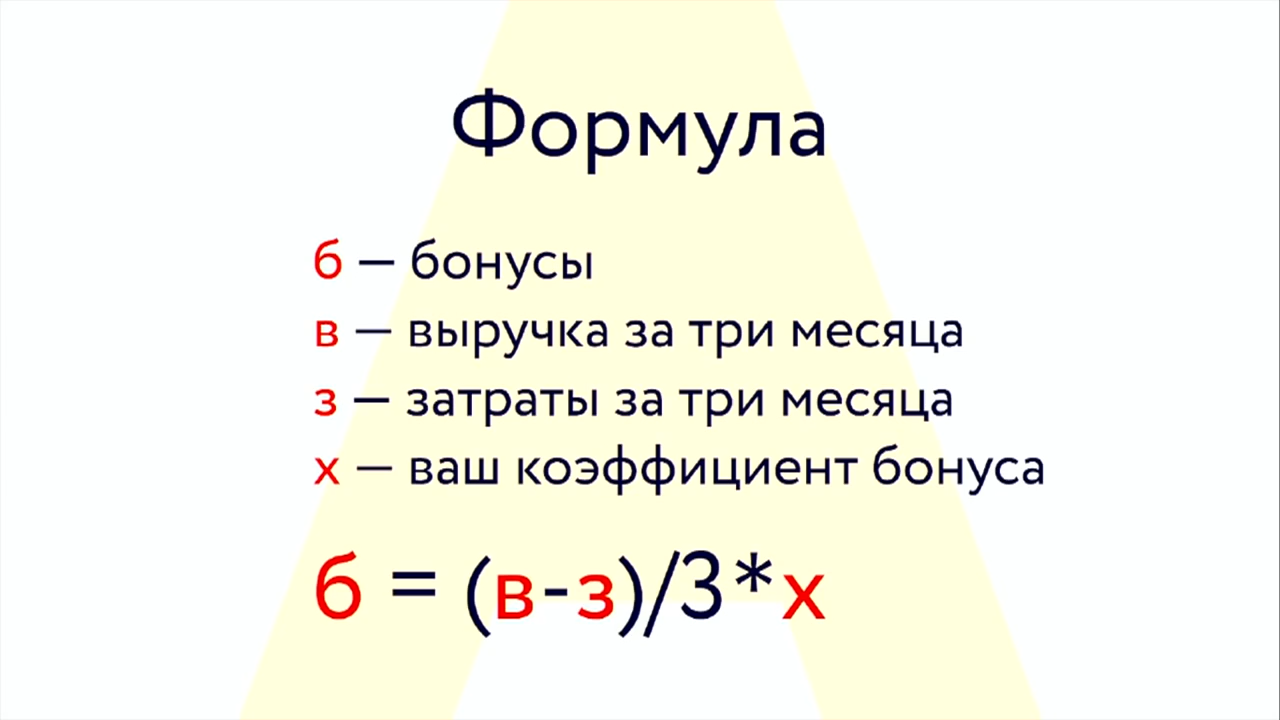 Формула
б — бонусы
в — выручка за три месяца
з — затраты за три месяца
х — ваш коэффициент бонуса
б = (в-з)/3*х